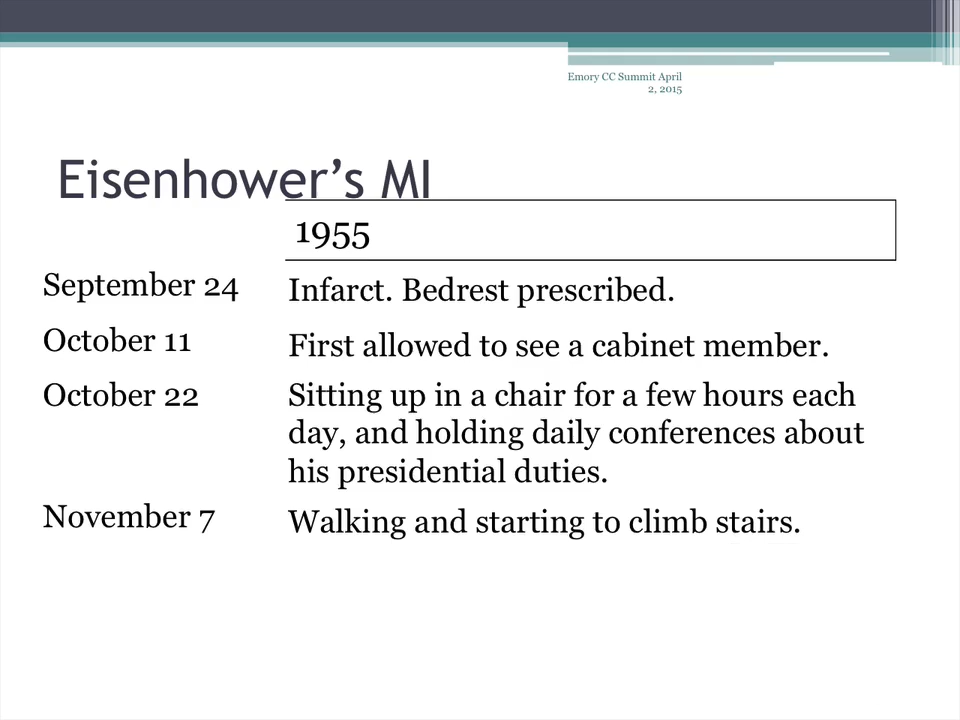 Emory CC Summit April
2, 2015
Eisenhower’s MI
1955
September 24
Infarct. Bedrest prescribed.
October 11
First allowed to see a cabinet member.
October 22
Sitting up in a chair for a few hours each
day, and holding daily conferences about
his presidential duties.
November 7
Walking and starting to climb stairs.